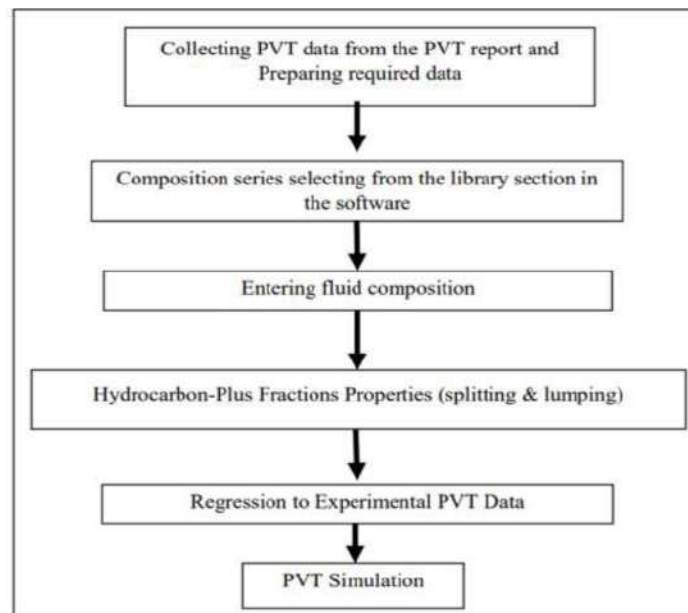 Collecting PVT data from the PVT report and
Preparing required data
Composition series selecting from the library section in
the software
Entering fluid composition
Hydrocarbon-Plus Fractions Properties (splitting & lumping)
Regression to Experimental PVT Data
PVT Simulation